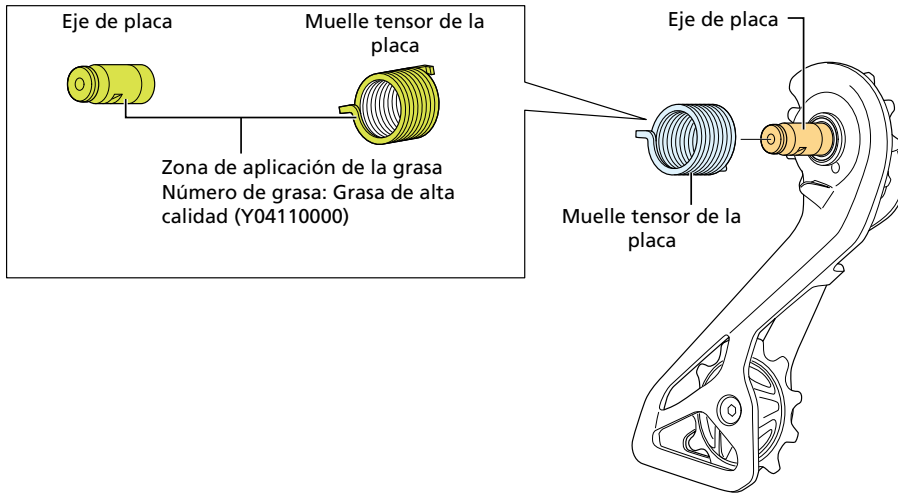 Eje de placa
Muelle tensor de la
placa
Zona de aplicación de la grasa
Número de grasa: Grasa de alta
calidad (Y04110000)
Eje de placa
Muelle tensor de la
placa